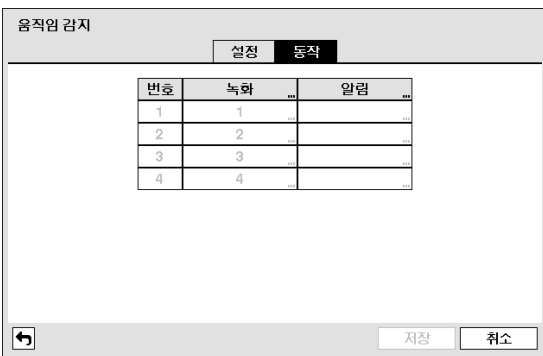 움직임 감지
설정 동작
번호 녹화 ... 알림 ...
1 1 ... ...
2 2 ... ...
3 3 ... ...
4 4 ... ...
저장 취소